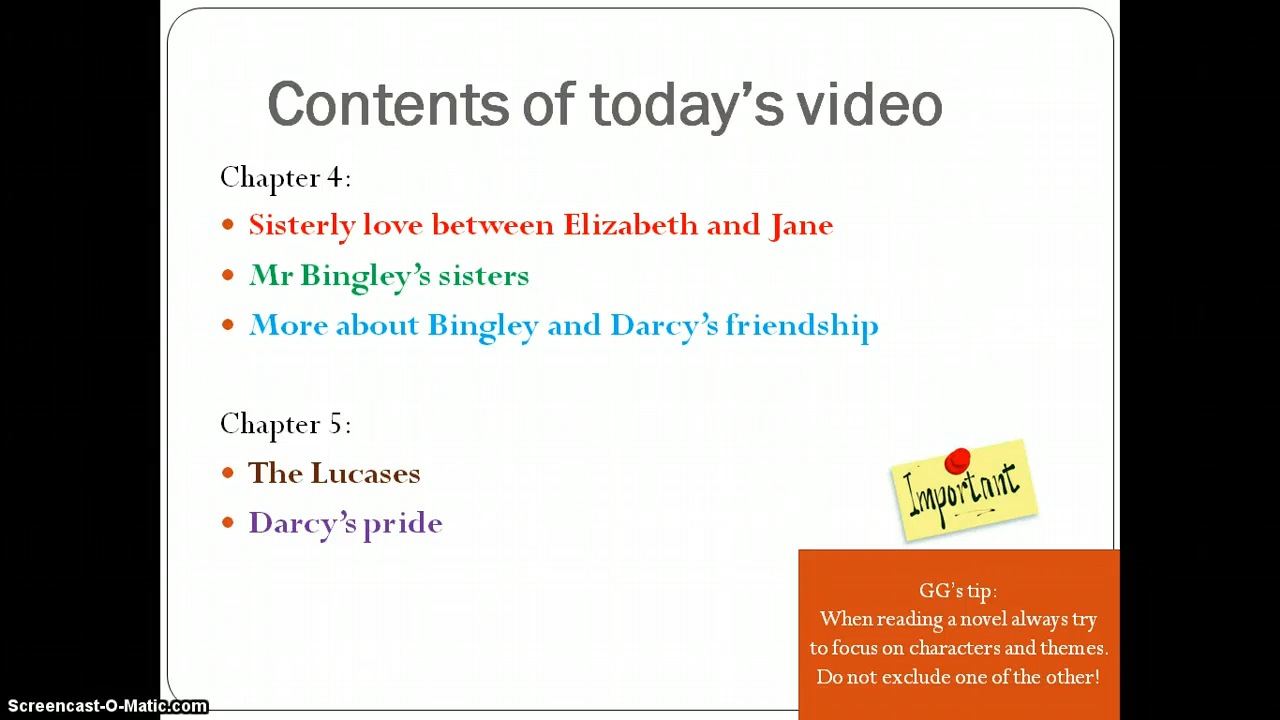 Contents of today's video
Chapter 4:
• Sisterly love between Elizabeth and Jane
• Mr Bingley's sisters
• More about Bingley and Darcy's friendship
Chapter 5:
• The Lucases
• Darcy's pride
Important
GG's tip:
When reading a novel always try
to focus on characters and themes.
Do not exclude one of the other!
Screencast-O-Matic.com